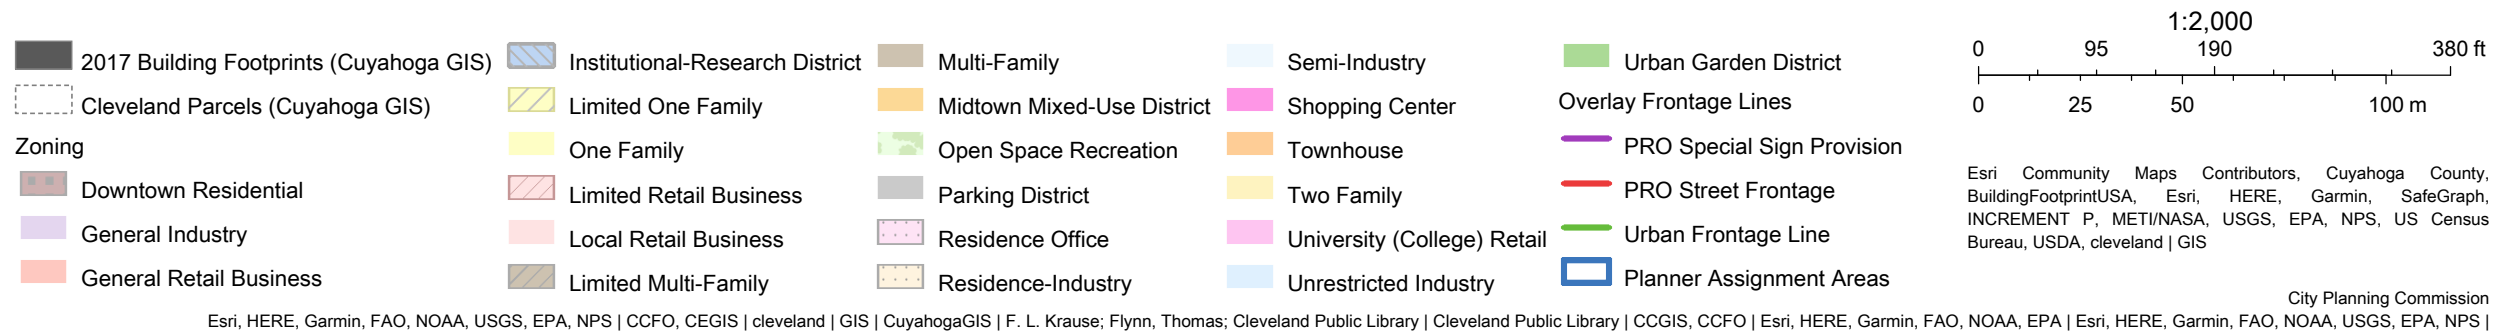 2017 Building Footprints (Cuyahoga GIS)
Cleveland Parcels (Cuyahoga GIS)
Zoning
Downtown Residential
General Industry
General Retail Business
Institutional-Research District
Limited One Family
One Family
Limited Retail Business
Local Retail Business
Limited Multi-Family
Multi-Family
Midtown Mixed-Use District
Open Space Recreation
Parking District
Residence Office
Residence-Industry
Semi-Industry
Shopping Center
Townhouse
Two Family
University (College) Retail
Unrestricted Industry
Urban Garden District
Overlay Frontage Lines
PRO Special Sign Provision
PRO Street Frontage
Urban Frontage Line
Planner Assignment Areas
1:2,000
0 95 190 380 ft
0 25 50 100 m
Esri Community Maps Contributors, Cuyahoga County,
BuildingFootprintUSA, Esri, HERE, Garmin, SafeGraph,
INCREMENT P, METI/NASA, USGS, EPA, NPS, US Census
Bureau, USDA, cleveland | GIS
City Planning Commission
Esri, HERE, Garmin, FAO, NOAA, USGS, EPA, NPS | CCFO, CEGIS | cleveland | GIS | CuyahogaGIS | F. L. Krause; Flynn, Thomas; Cleveland Public Library | Cleveland Public Library | CCGIS, CCFO | Esri, HERE, Garmin, FAO, NOAA, EPA | Esri, HERE, Garmin, FAO, NOAA, USGS, EPA, NPS |